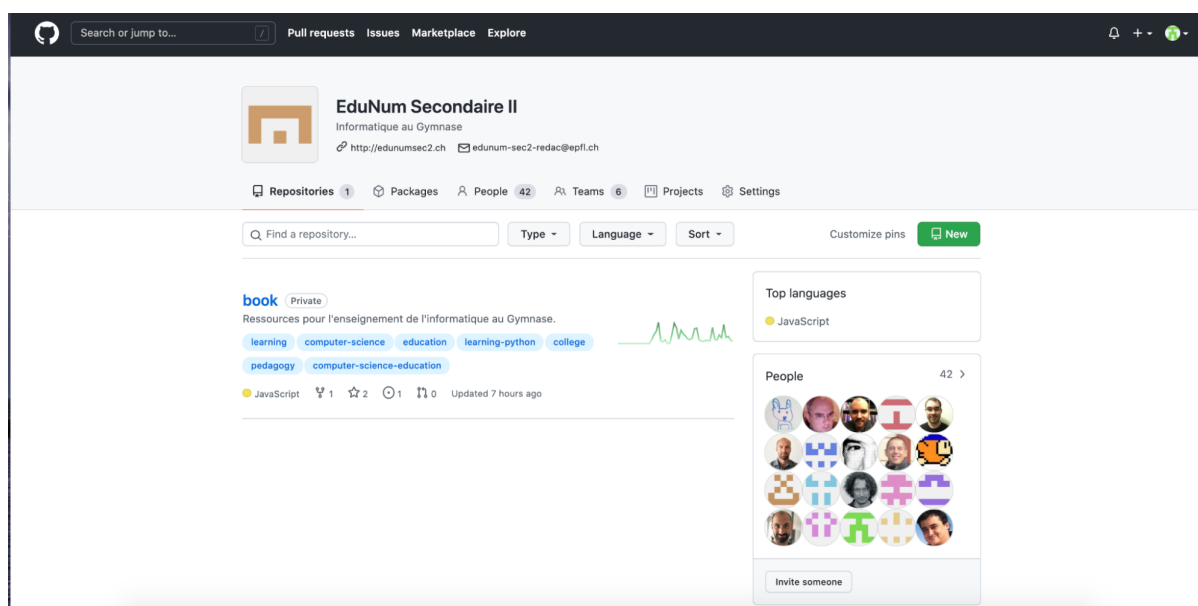 Search or jump to... / Pull requests Issues Marketplace Explore
EduNum Secondaire II
Informatique au Gymnase
http://edunumsec2.ch edunum-sec2-redac@epfl.ch
Repositories 1 Packages People 42 Teams 6 Projects Settings
Find a repository... Type Language Sort Customize pins New
book Private
Ressources pour l'enseignement de l'informatique au Gymnase.
learning computer-science education learning-python college
pedagogy computer-science-education
JavaScript 1 2 1 0 Updated 7 hours ago
Top languages
JavaScript
People 42
Invite someone